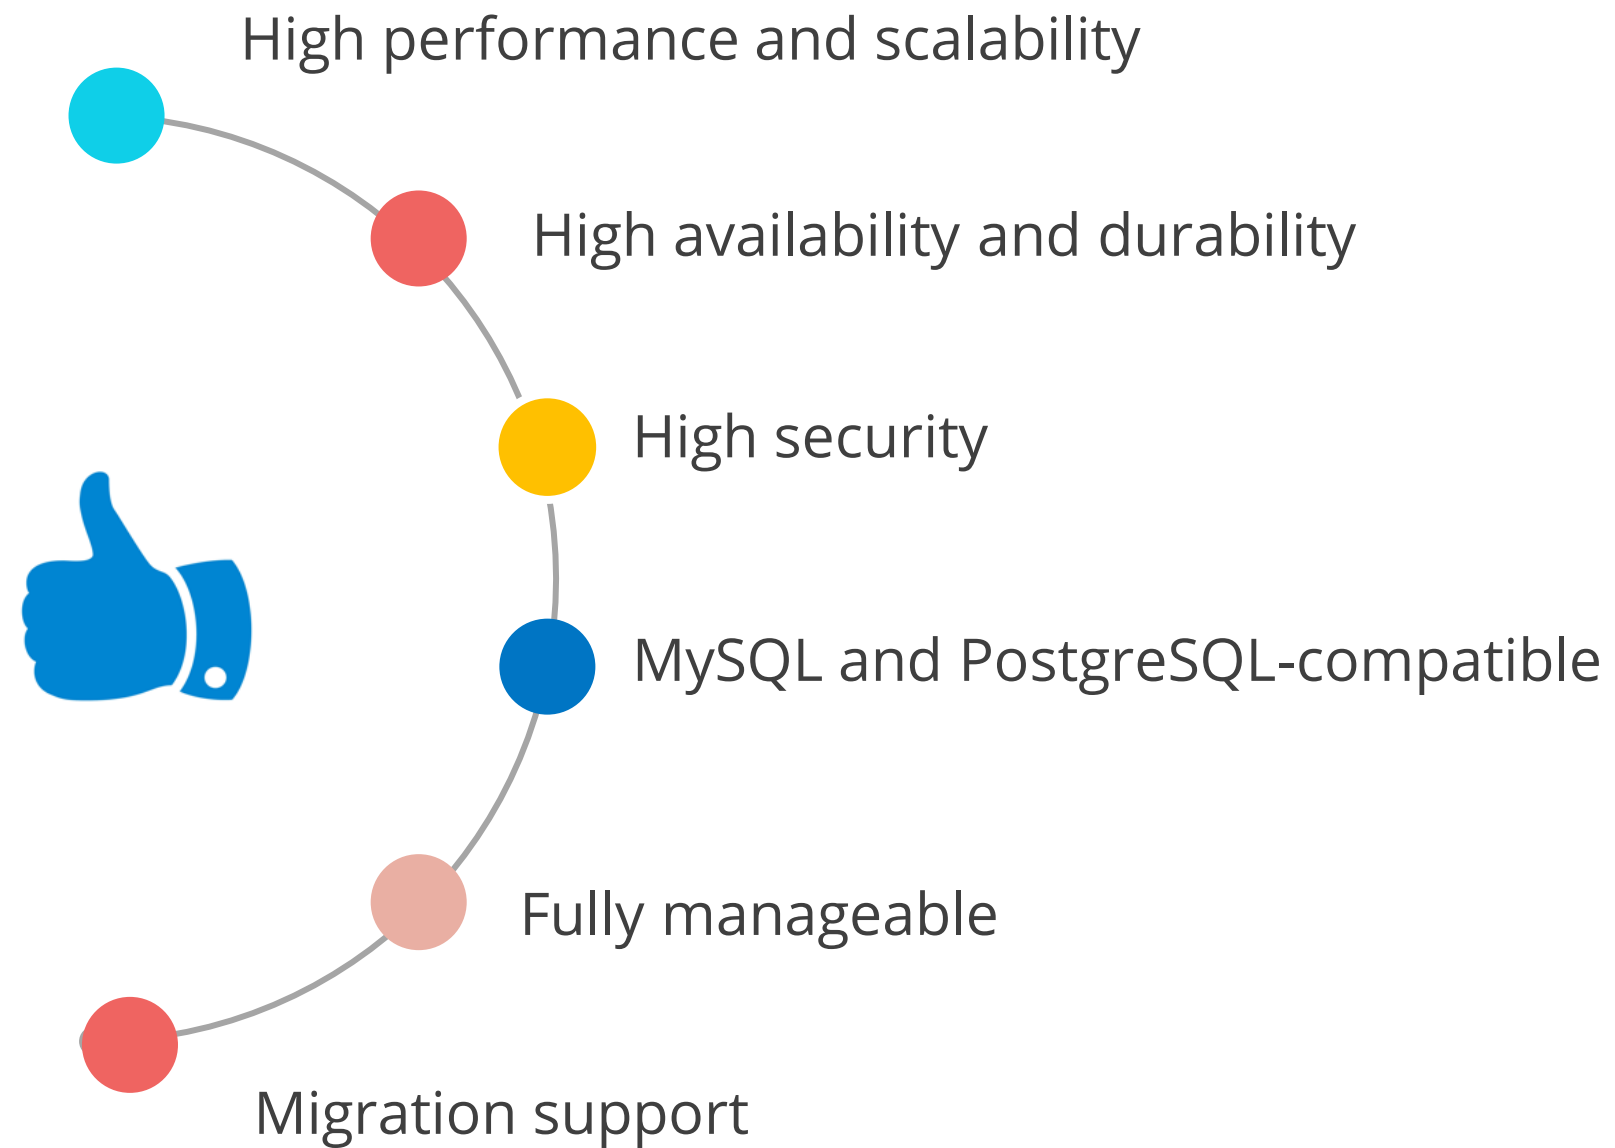 High performance and scalability
High availability and durability
High security
MySQL and PostgreSQL-compatible
Fully manageable
Migration support